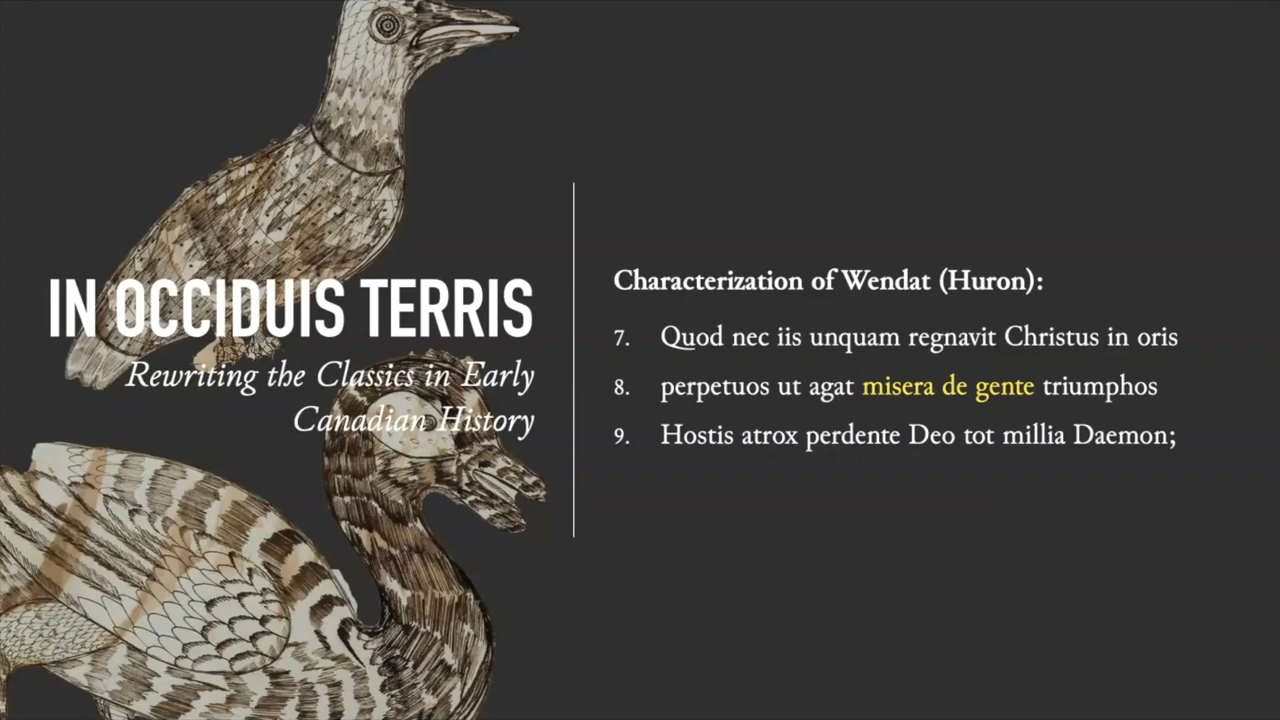 IN OCCIDUIS TERRIS
Rewriting the Classics in Early
Canadian History
Characterization of Wendat (Huron):
7. Quod nec iis unquam regnavit Christus in oris
8. perpetuos ut agat misera de gente triumphos
9. Hostis atrox perdente Deo tot millia Daemon;